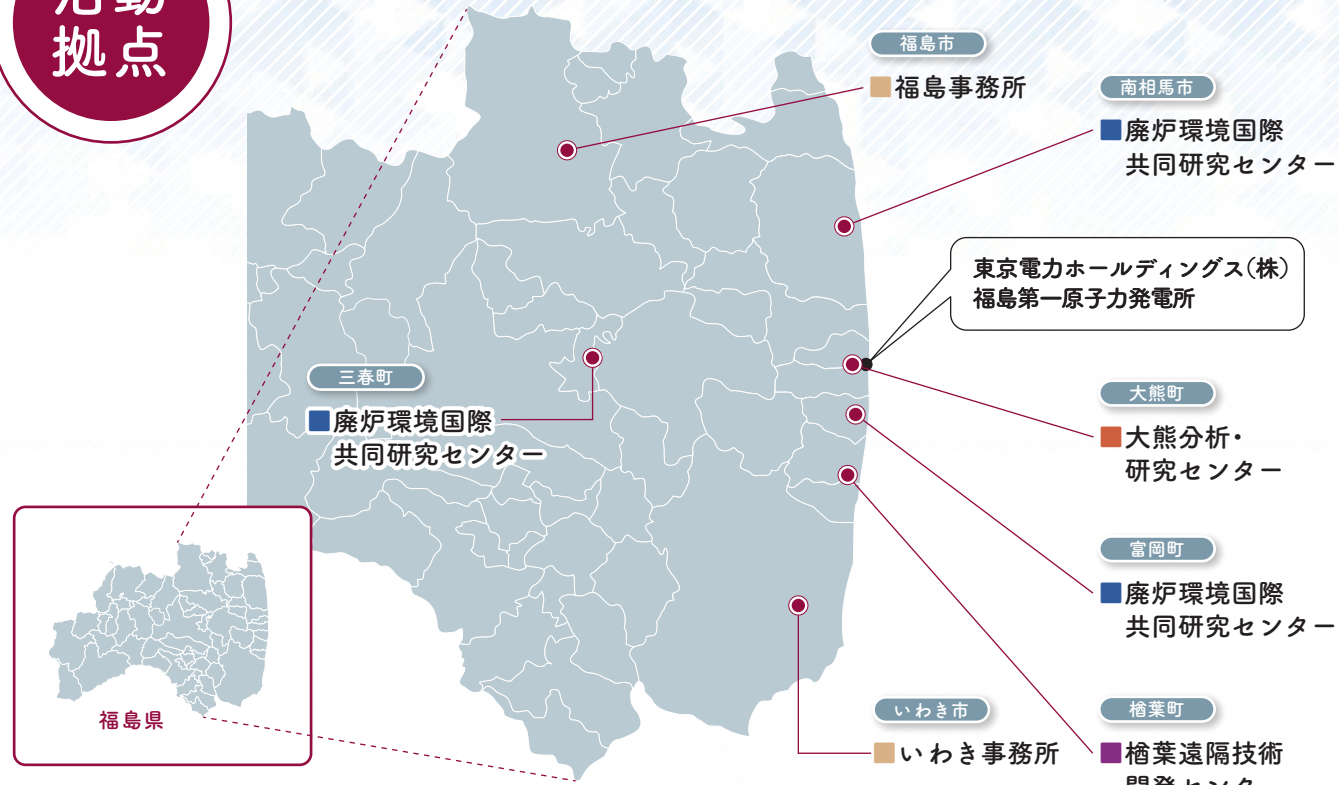 拠点
福島市
福島事務所
南相馬市
廃炉環境国際
共同研究センター
東京電力ホールディングス(株)
福島第一原子力発電所
三春町
廃炉環境国際
共同研究センター
大熊町
大熊分析・
研究センター
富岡町
廃炉環境国際
共同研究センター
福島県
いわき市
いわき事務所
楢葉町
楢葉遠隔技術